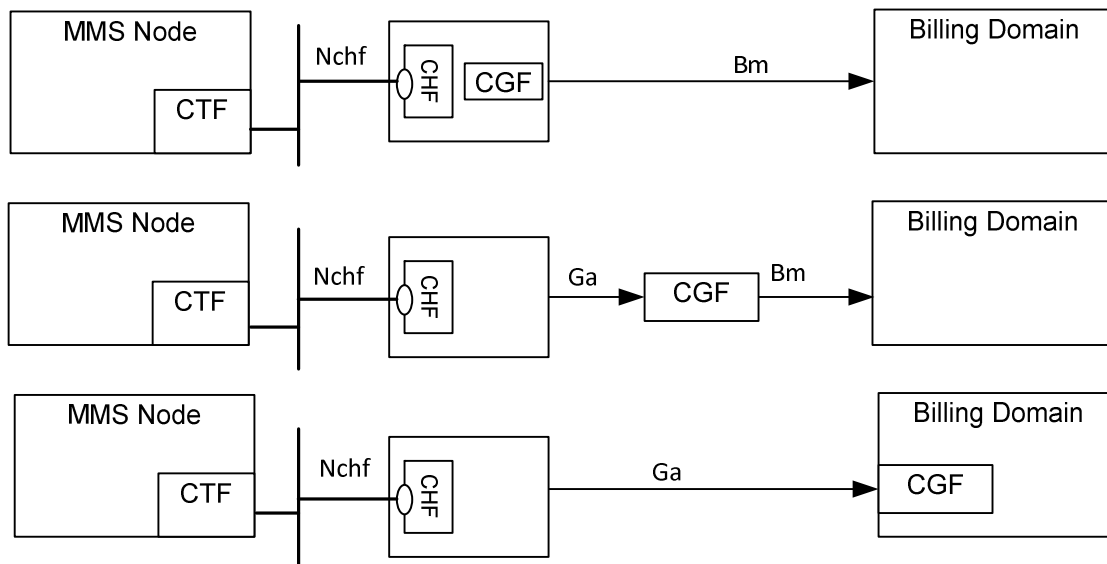 MMS Node
CTF
Nchf
CHF
CGF
Bm
Billing Domain
MMS Node
CTF
Nchf
CHF
Ga
CGF
Bm
Billing Domain
MMS Node
CTF
Nchf
CHF
Ga
Billing Domain
CGF